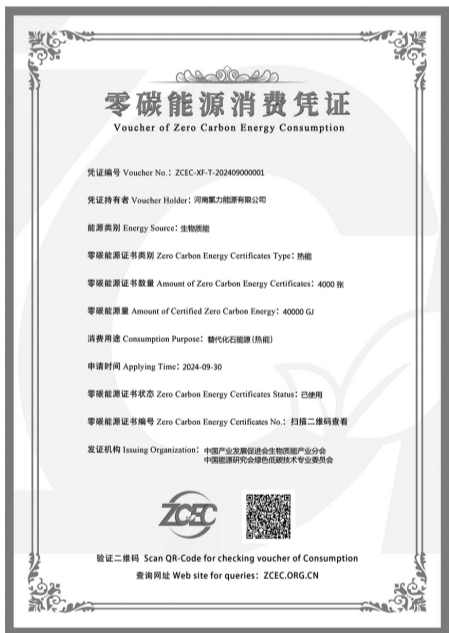 零碳能源消费凭证
Voucher of Zero Carbon Energy Consumption
凭证编号 Voucher No.: ZCEC-XF-T-202409000001
凭证持有者 Voucher Holder: 河南氢力能源有限公司
能源类别 Energy Source: 生物质能
零碳能源证书类别 Zero Carbon Energy Certificates Type: 热能
零碳能源证书数量 Amount of Zero Carbon Energy Certificates: 4000 张
零碳能源量 Amount of Certified Zero Carbon Energy: 40000 GJ
消费用途 Consumption Purpose: 替代化石能源(热能)
申请时间 Applying Time: 2024-09-30
零碳能源证书状态 Zero Carbon Energy Certificates Status: 已使用
零碳能源证书编号 Zero Carbon Energy Certificates No.: 扫描二维码查看
发证机构 Issuing Organization: 中国产业发展促进会生物质能产业分会
中国能源研究会绿色低碳技术专业委员会
ZCEC
验证二维码 Scan QR-Code for checking voucher of Consumption
查询网址 Web site for queries: ZCEC.ORG.CN